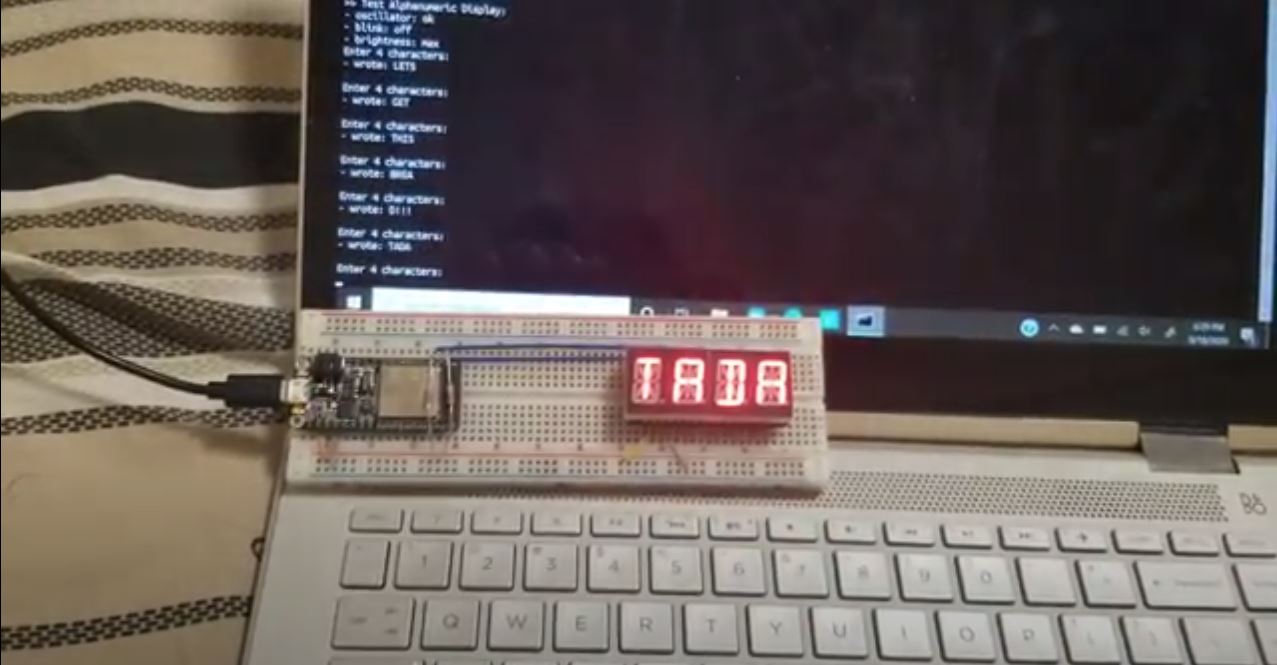 >> Test Alphanumeric Display:
- oscillator: ok
- blink: off
- brightness: max
Enter 4 characters:
- wrote: LETS
Enter 4 characters:
- wrote: GET
Enter 4 characters:
- wrote: THIS
Enter 4 characters:
- wrote: BREA
Enter 4 characters:
- wrote: D!!!
Enter 4 characters:
- wrote: TADA
Enter 4 characters:
TADA
1 2 3 4 5 6 7 8 9 0
Q W E R T Y U I O P